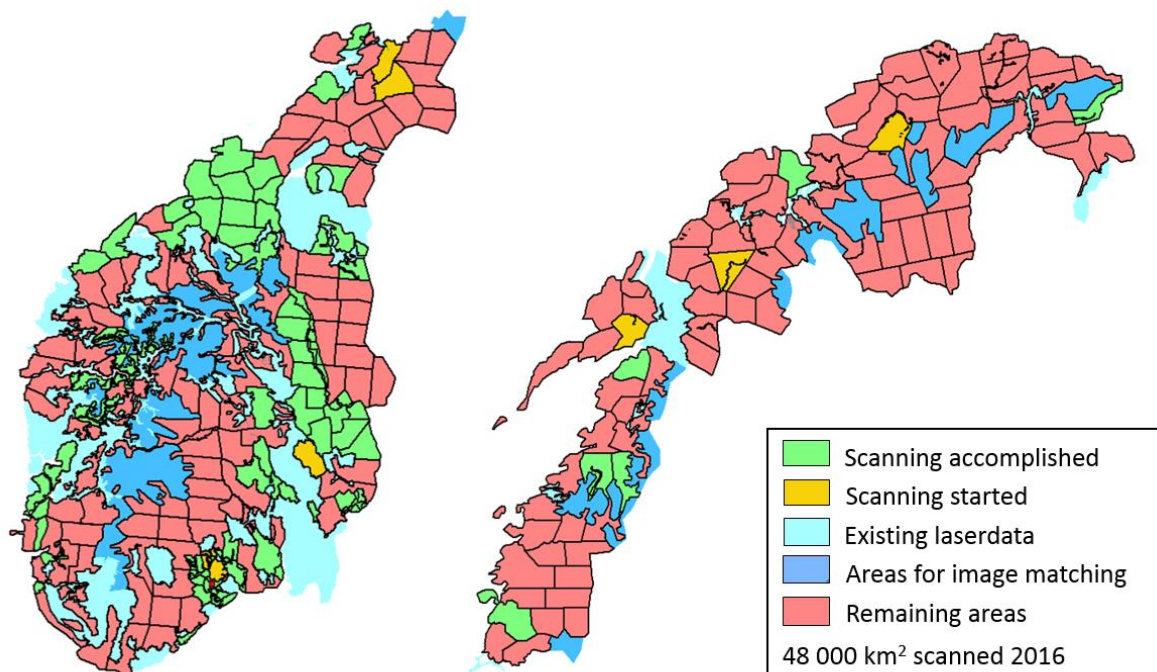 Scanning accomplished
Scanning started
Existing laserdata
Areas for image matching
Remaining areas
48 000 km² scanned 2016